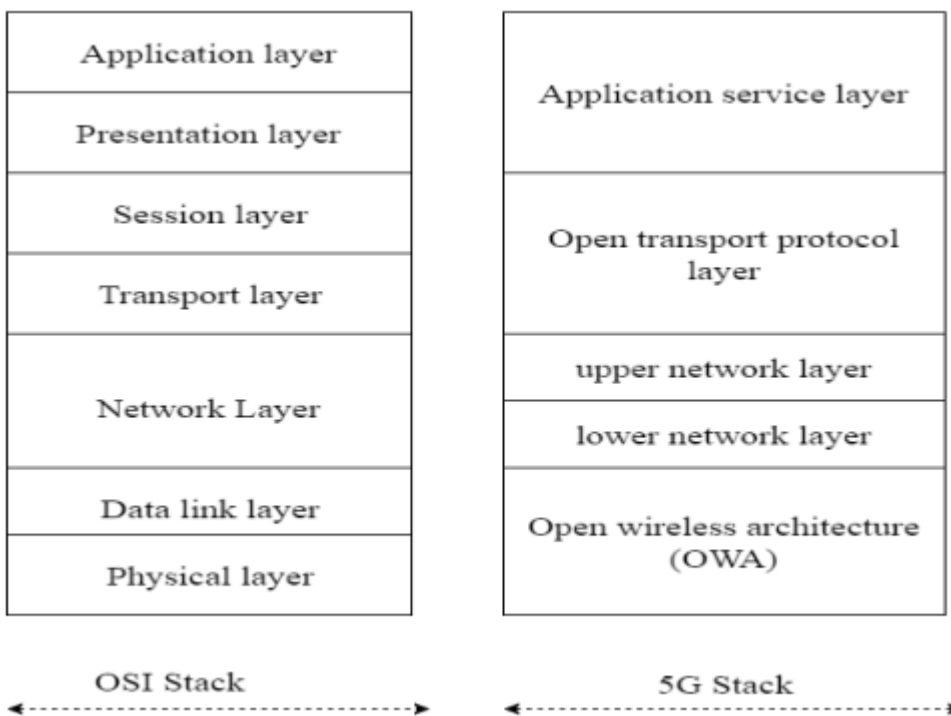 Application layer
Presentation layer
Session layer
Transport layer
Network Layer
Data link layer
Physical layer
OSI Stack
Application service layer
Open transport protocol
layer
upper network layer
lower network layer
Open wireless architecture
(OWA)
5G Stack